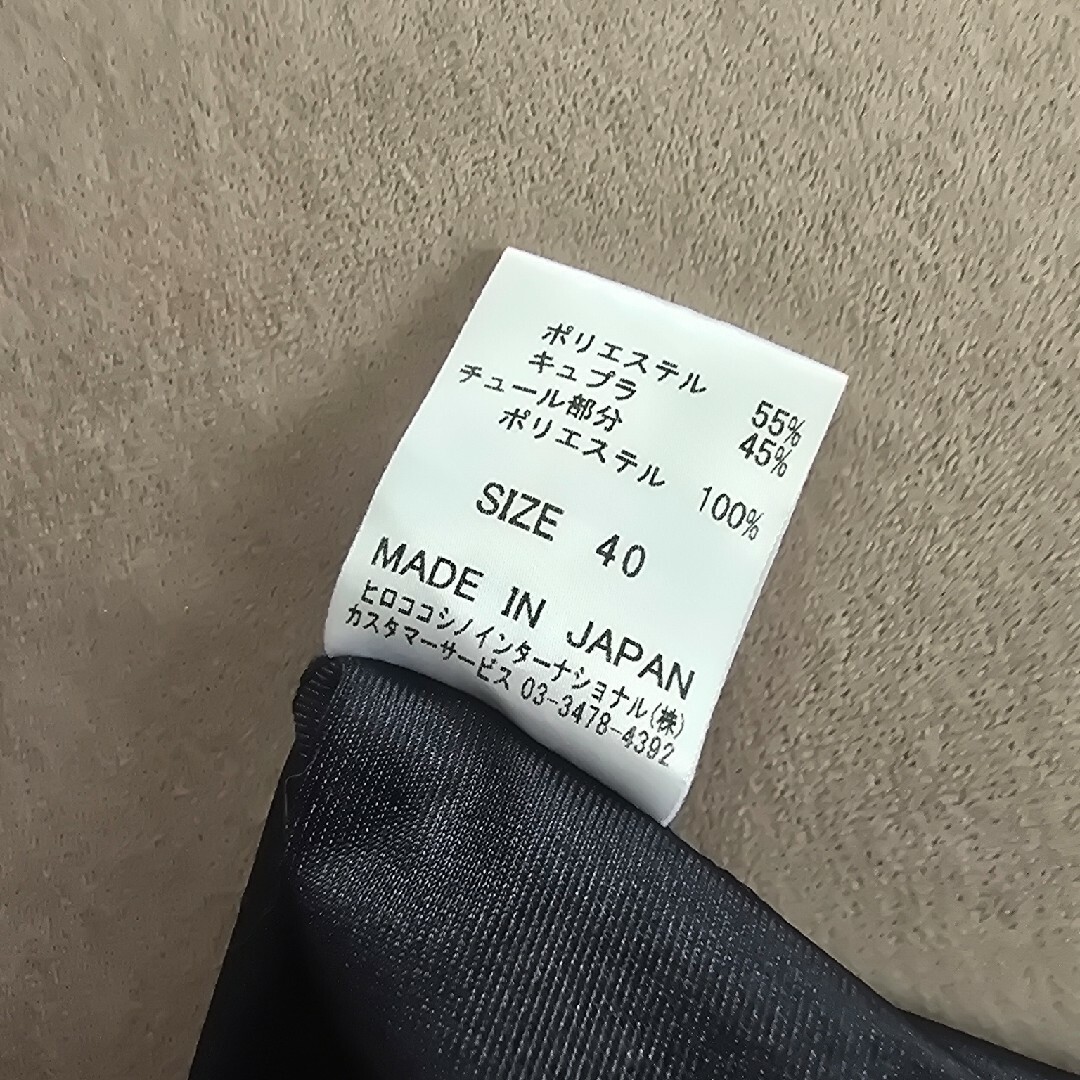 ポリエステル 55%
キュプラ 45%
チュール部分
ポリエステル 100%
SIZE 40
MADE IN JAPAN
ヒロココシノインターナショナル(株)
カスタマーサービス 03-3478-4392